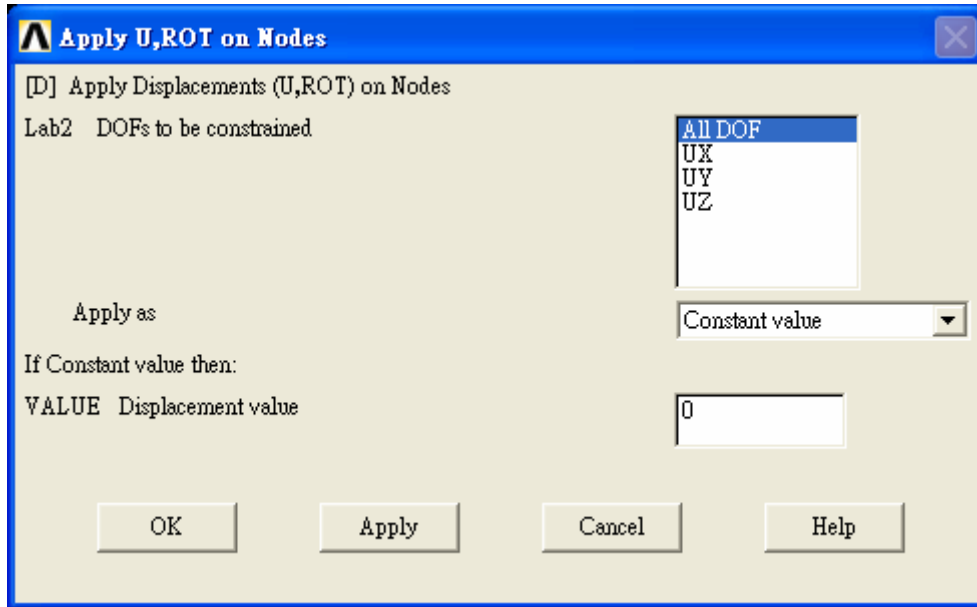 Apply U,ROT on Nodes
[D] Apply Displacements (U,ROT) on Nodes
Lab2 DOFs to be constrained
All DOF
UX
UY
UZ
Apply as
Constant value
If Constant value then:
VALUE Displacement value
0
OK Apply Cancel Help